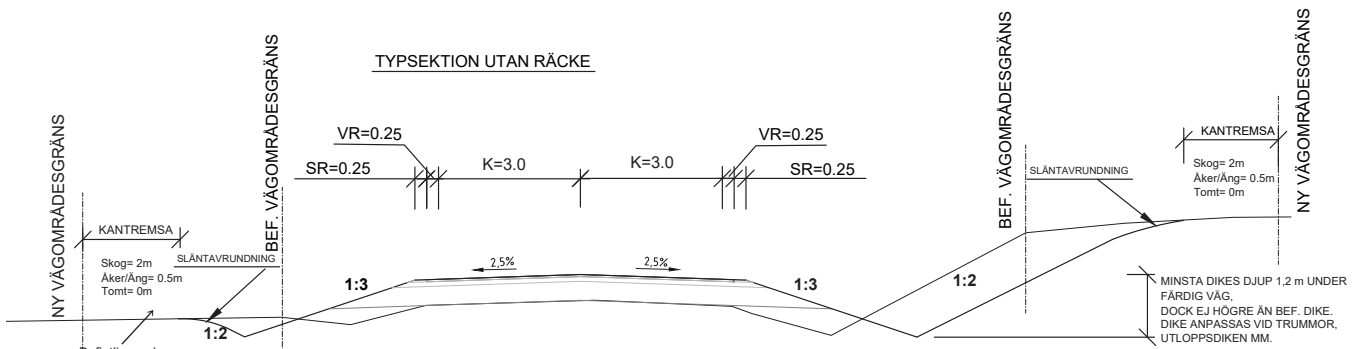 TYPSEKTION UTAN RÄCKE
NY VÄGOMRÅDESGRÄNS
BEF. VÄGOMRÅDESGRÄNS
BEF. VÄGOMRÅDESGRÄNS
NY VÄGOMRÅDESGRÄNS
VR=0.25
VR=0.25
SR=0.25
K=3.0
K=3.0
SR=0.25
KANTREMSA
Skog= 2m
Åker/Äng= 0.5m
Tomt= 0m
SLÄNTAVRUNDNING
1:2
1:3
2,5%
2,5%
1:3
1:2
SLÄNTAVRUNDNING
KANTREMSA
Skog= 2m
Åker/Äng= 0.5m
Tomt= 0m
MINSTA DIKES DJUP 1,2 m UNDER
FÄRDIG VÄG,
DOCK EJ HÖGRE ÄN BEF. DIKE.
DIKE ANPASSAS VID TRUMMOR,
UTLOPPSDIKEN MM.